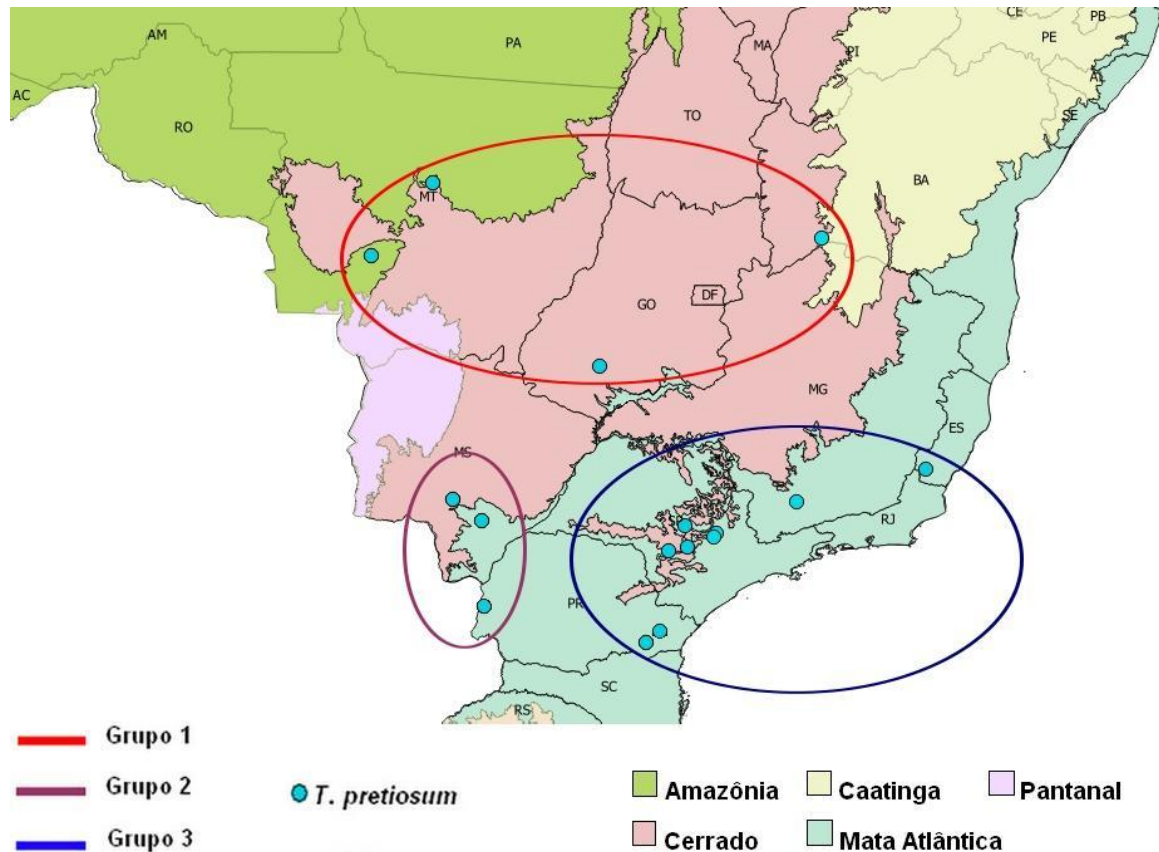 CE
PB
AM
PA
MA
PI
PE
AC
TO
SE
RO
BA
MT
GO
DF
MG
ES
MS
RJ
PR
SC
RS
Grupo 1
Grupo 2
Grupo 3
T. pretiosum
Amazônia
Caatinga
Pantanal
Cerrado
Mata Atlântica